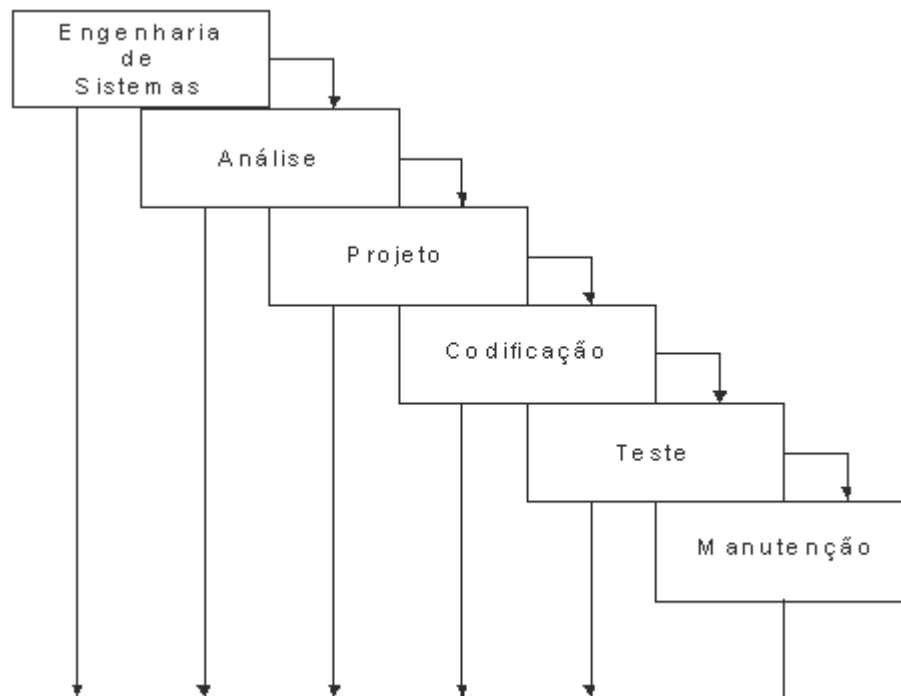 Engenharia
de
Sistemas
Análise
Projeto
Codificação
Teste
Manutenção